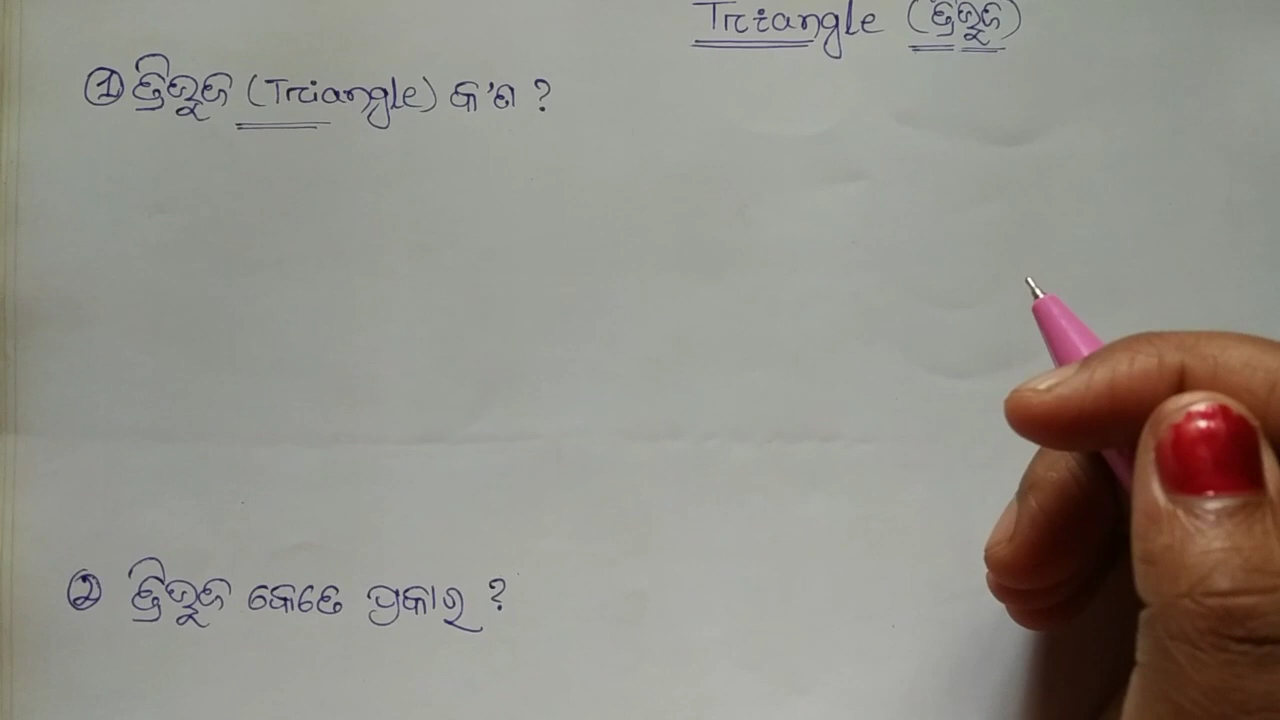 Triangle (ତ୍ରିଭୂଜ)
① ତ୍ରିଭୂଜ (Triangle) କ'ଣ ?
② ତ୍ରିଭୂଜ କେତେ ପ୍ରକାର ?